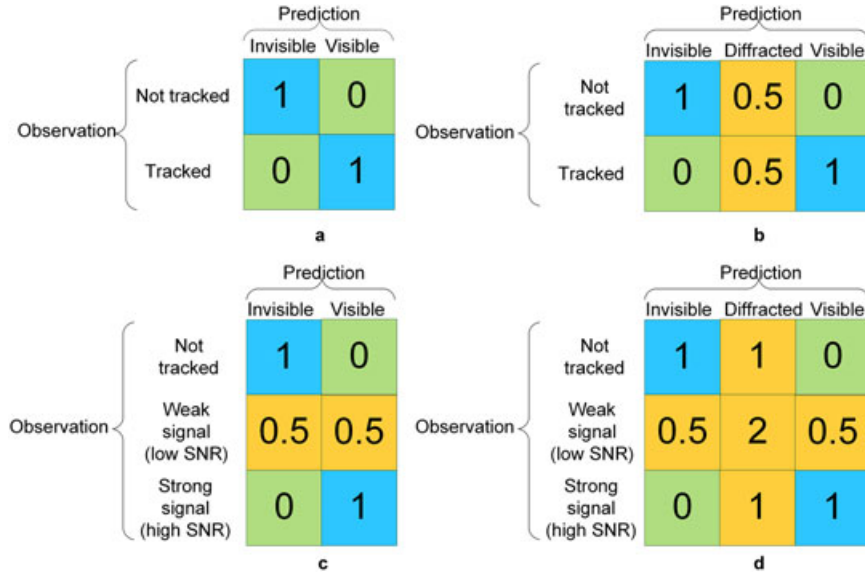 Prediction
Invisible Visible
Not tracked 1 0
Observation
Tracked 0 1
a
Prediction
Invisible Diffracted Visible
Not
tracked
1 0.5 0
Observation
Tracked 0 0.5 1
b
Prediction
Invisible Visible
Not
tracked
1 0
Observation
Weak
signal
(low SNR)
0.5 0.5
Strong
signal
(high SNR)
0 1
c
Prediction
Invisible Diffracted Visible
Not
tracked
1 1 0
Observation
Weak
signal
(low SNR)
0.5 2 0.5
Strong
signal
(high SNR)
0 1 1
d